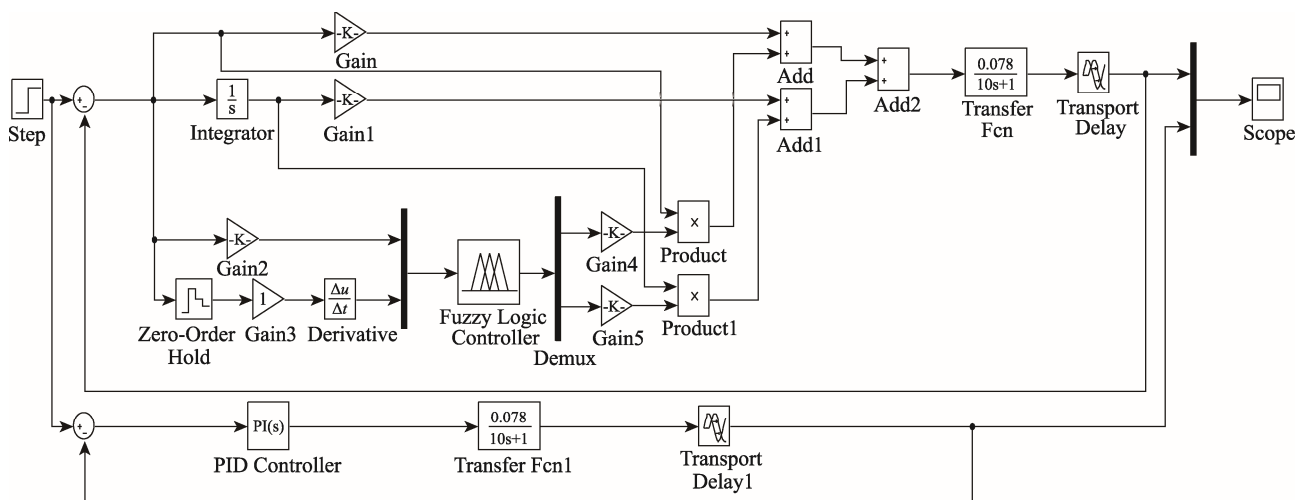 -K-
Gain
+
+
Add
Step
+
-
1
s
Integrator
-K-
Gain1
+
+
Add1
+
+
Add2
0.078
10s+1
Transfer
Fcn
Transport
Delay
Scope
-K-
Gain2
Zero-Order
Hold
1
Gain3
Δu
Δt
Derivative
Fuzzy Logic
Controller
Demux
-K-
Gain4
-K-
Gain5
×
Product
×
Product1
+
-
PI(s)
PID Controller
0.078
10s+1
Transfer Fcn1
Transport
Delay1